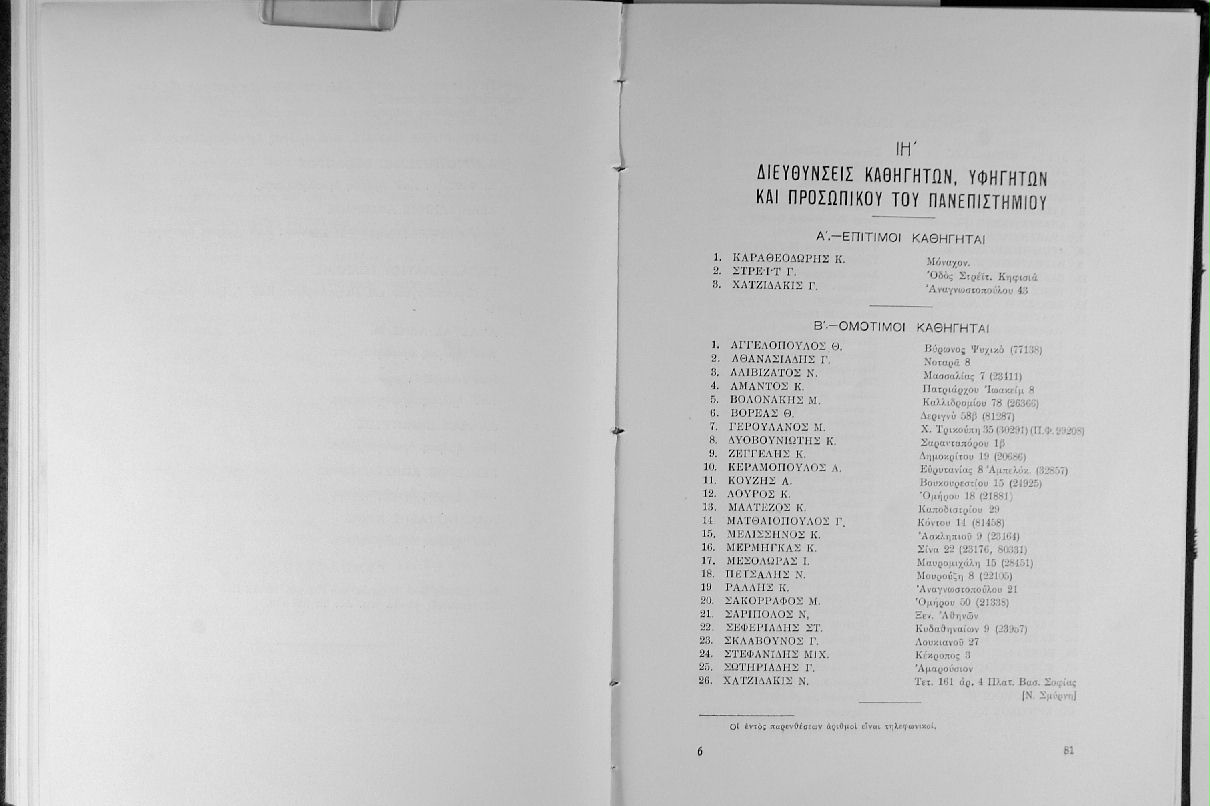 ΙΗ΄
ΔΙΕΥΘΥΝΣΕΙΣ ΚΑΘΗΓΗΤΩΝ, ΥΦΗΓΗΤΩΝ
ΚΑΙ ΠΡΟΣΩΠΙΚΟΥ ΤΟΥ ΠΑΝΕΠΙΣΤΗΜΙΟΥ
Α΄.—ΕΠΙΤΙΜΟΙ ΚΑΘΗΓΗΤΑΙ
1. ΚΑΡΑΘΕΟΔΩΡΗΣ Κ. Μόναχον.
2. ΣΤΡΕΪΤ Γ. Ὁδὸς Στρέϊτ. Κηφισιά
3. ΧΑΤΖΙΔΑΚΙΣ Γ. Ἀναγνωστοπούλου 43
Β΄.—ΟΜΟΤΙΜΟΙ ΚΑΘΗΓΗΤΑΙ
1. ΑΓΓΕΛΟΠΟΥΛΟΣ Θ. Βύρωνος Ψυχικὸ (77138)
2. ΑΘΑΝΑΣΙΑΔΗΣ Γ. Νοταρᾶ 8
3. ΑΛΙΒΙΖΑΤΟΣ Ν. Μασσαλίας 7 (23411)
4. ΑΜΑΝΤΟΣ Κ. Πατριάρχου Ἰωακεὶμ 8
5. ΒΟΛΟΝΑΚΗΣ Μ. Καλλιδρομίου 78 (26366)
6. ΒΟΡΕΑΣ Θ. Δεριγνὺ 58β (81287)
7. ΓΕΡΟΥΛΑΝΟΣ Μ. Χ. Τρικούπη 35 (30291) (Π.Φ. 99208)
8. ΔΥΟΒΟΥΝΙΩΤΗΣ Κ. Σαρανταπόρου 1β
9. ΖΕΓΓΕΛΗΣ Κ. Δημοκρίτου 19 (20686)
10. ΚΕΡΑΜΟΠΟΥΛΟΣ Α. Εὐρυτανίας 8 Ἀμπελόκ. (32857)
11. ΚΟΥΖΗΣ Α. Βουκουρεστίου 15 (24925)
12. ΛΟΥΡΟΣ Κ. Ὁμήρου 18 (21881)
13. ΜΑΛΤΕΖΟΣ Κ. Καποδιστρίου 29
14. ΜΑΤΘΑΙΟΠΟΥΛΟΣ Γ. Κόντου 14 (81458)
15. ΜΕΛΙΣΣΗΝΟΣ Κ. Ἀσκληπιοῦ 9 (23164)
16. ΜΕΡΜΗΓΚΑΣ Κ. Σίνα 22 (23176, 80331)
17. ΜΕΣΟΛΩΡΑΣ Ι. Μαυρομιχάλη 15 (28451)
18. ΠΕΤΣΑΛΗΣ Ν. Μουρούζη 8 (22105)
19 ΡΑΛΛΗΣ Κ. Ἀναγνωστοπούλου 21
20. ΣΑΚΟΡΡΑΦΟΣ Μ. Ὁμήρου 50 (21338)
21. ΣΑΡΙΠΟΛΟΣ Ν, Ξεν. Ἀθηνῶν
22. ΣΕΦΕΡΙΑΔΗΣ ΣΤ. Κυδαθηναίων 9 (23957)
23. ΣΚΛΑΒΟΥΝΟΣ Γ. Λουκιανοῦ 27
24. ΣΤΕΦΑΝΙΔΗΣ ΜΙΧ. Κέκροπος 3
25. ΣΩΤΗΡΙΑΔΗΣ Γ. Ἀμαρούσιον
26. ΧΑΤΖΙΔΑΚΙΣ Ν. Τετ. 161 ἀρ. 4 Πλατ. Βασ. Σοφίας
[Ν. Σμύρνη]
Οἱ ἐντὸς παρενθέσεων ἀριθμοὶ εἶναι τηλεφωνικοί.
6 81